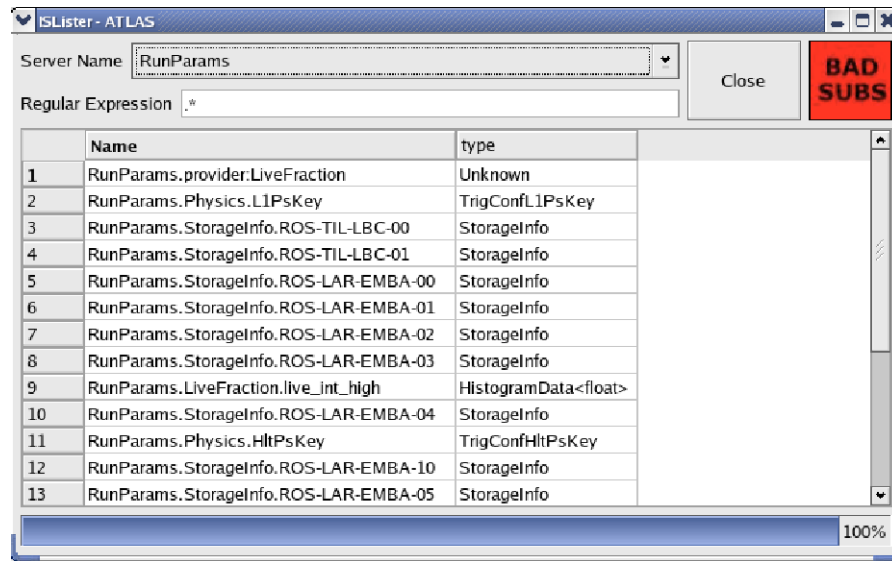 ISLister - ATLAS
Server Name RunParams
Close
BAD
SUBS
Regular Expression .*
Name type
1 RunParams.provider:LiveFraction Unknown
2 RunParams.Physics.L1PsKey TrigConfL1PsKey
3 RunParams.StorageInfo.ROS-TIL-LBC-00 StorageInfo
4 RunParams.StorageInfo.ROS-TIL-LBC-01 StorageInfo
5 RunParams.StorageInfo.ROS-LAR-EMBA-00 StorageInfo
6 RunParams.StorageInfo.ROS-LAR-EMBA-01 StorageInfo
7 RunParams.StorageInfo.ROS-LAR-EMBA-02 StorageInfo
8 RunParams.StorageInfo.ROS-LAR-EMBA-03 StorageInfo
9 RunParams.LiveFraction.live_int_high HistogramData<float>
10 RunParams.StorageInfo.ROS-LAR-EMBA-04 StorageInfo
11 RunParams.Physics.HltPsKey TrigConfHltPsKey
12 RunParams.StorageInfo.ROS-LAR-EMBA-10 StorageInfo
13 RunParams.StorageInfo.ROS-LAR-EMBA-05 StorageInfo
100%